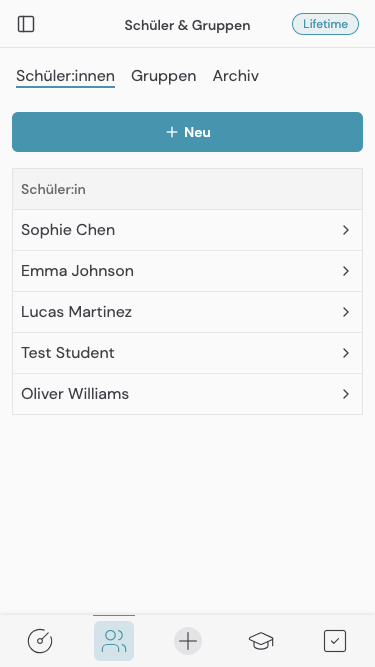 Schüler & Gruppen
Lifetime
Schüler:innen Gruppen Archiv
Neu
Schüler:in
Sophie Chen
Emma Johnson
Lucas Martinez
Test Student
Oliver Williams